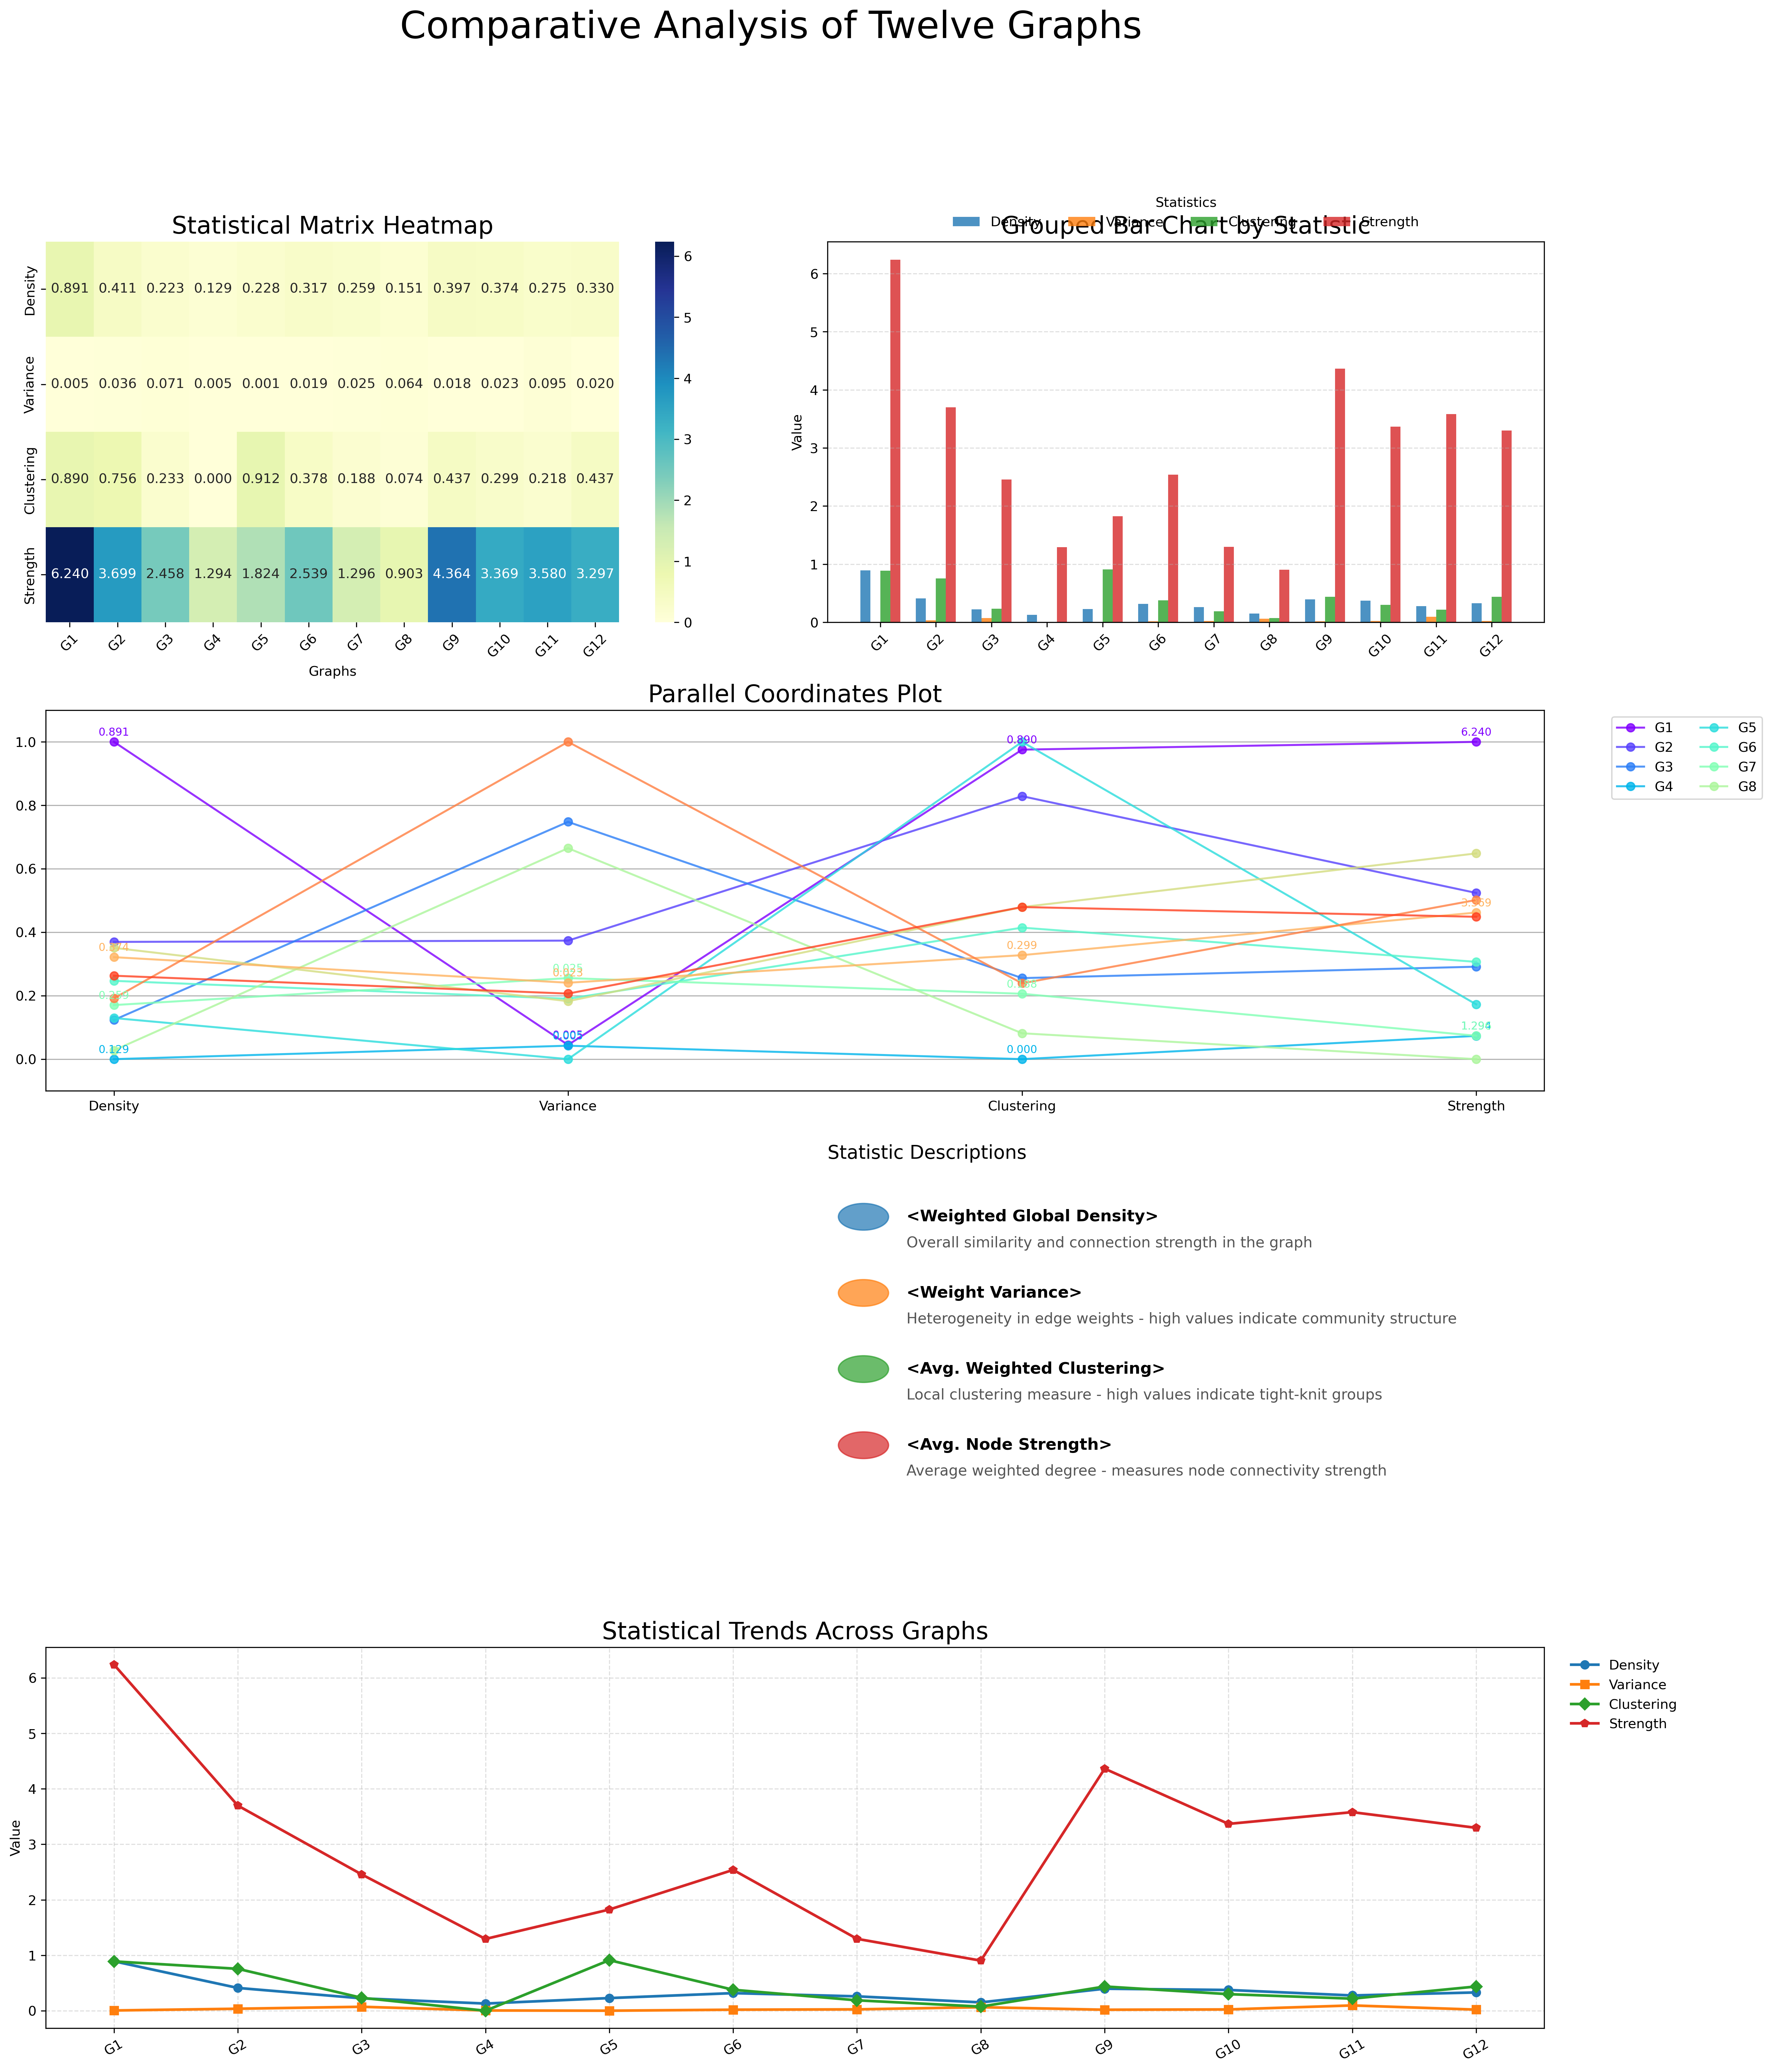 Comparative Analysis of Twelve Graphs
Statistical Matrix Heatmap
Density
Variance
Clustering
Strength
0.891 0.411 0.223 0.129 0.228 0.317 0.259 0.151 0.397 0.374 0.275 0.330
0.005 0.036 0.071 0.005 0.001 0.019 0.025 0.064 0.018 0.023 0.095 0.020
0.890 0.756 0.233 0.000 0.912 0.378 0.188 0.074 0.437 0.299 0.218 0.437
6.240 3.699 2.458 1.294 1.824 2.539 1.296 0.903 4.364 3.369 3.580 3.297
G1 G2 G3 G4 G5 G6 G7 G8 G9 G10 G11 G12
Graphs
6
5
4
3
2
1
0
Statistics
Density Variance Clustering Strength
Grouped Bar Chart by Statistic
Value
6
5
4
3
2
1
0
G1 G2 G3 G4 G5 G6 G7 G8 G9 G10 G11 G12
Parallel Coordinates Plot
1.0
0.8
0.6
0.4
0.2
0.0
0.891
0.129
0.025
0.023
0.005
0.890
0.299
0.000
6.240
Density Variance Clustering Strength
G1 G5
G2 G6
G3 G7
G4 G8
Statistic Descriptions
<Weighted Global Density>
Overall similarity and connection strength in the graph
<Weight Variance>
Heterogeneity in edge weights - high values indicate community structure
<Avg. Weighted Clustering>
Local clustering measure - high values indicate tight-knit groups
<Avg. Node Strength>
Average weighted degree - measures node connectivity strength
Statistical Trends Across Graphs
Value
6
5
4
3
2
1
0
G1 G2 G3 G4 G5 G6 G7 G8 G9 G10 G11 G12
Density
Variance
Clustering
Strength